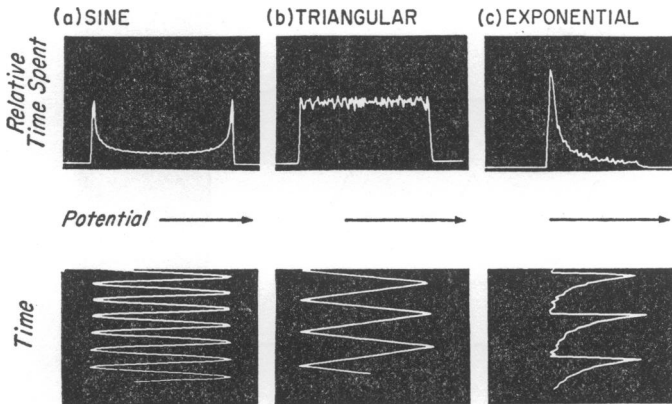 (a) SINE
(b) TRIANGULAR
(c) EXPONENTIAL
Relative
Time Spent
Potential
Time